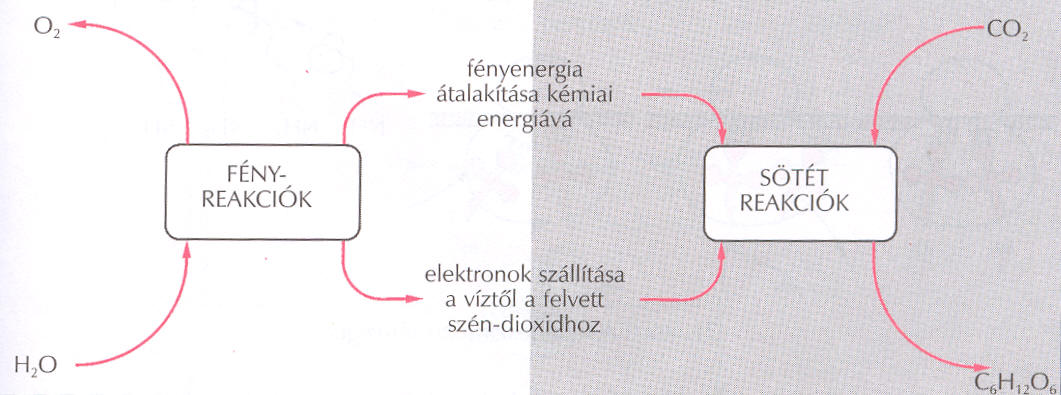 O₂
CO₂
fényenergia
átalakítása kémiai
energiává
FÉNY-
REAKCIÓK
SÖTÉT
REAKCIÓK
elektronok szállítása
a víztől a felvett
szén-dioxidhoz
H₂O
C₆H₁₂O₆